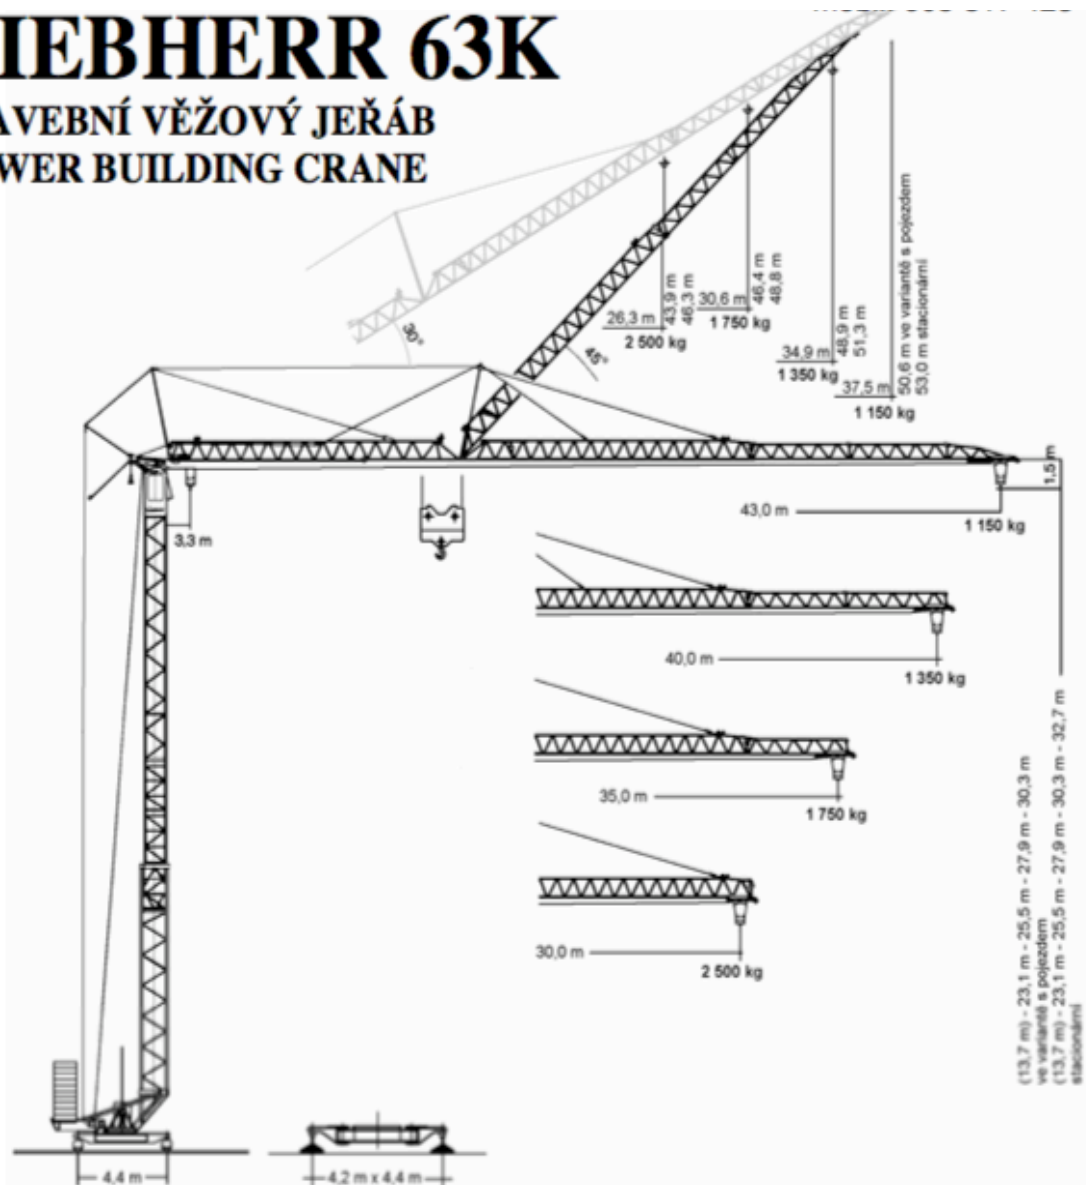 IEBHERR 63K
AVEBNÍ VĚŽOVÝ JEŘÁB
WER BUILDING CRANE
30°
45°
26,3 m
2 500 kg
43,9 m
46,3 m
30,6 m
1 750 kg
46,4 m
48,8 m
34,9 m
1 350 kg
48,9 m
51,3 m
37,5 m
1 150 kg
50,6 m ve variantě s pojezdem
53,0 m stacionární
3,3 m
43,0 m
1 150 kg
1,5 m
40,0 m
1 350 kg
35,0 m
1 750 kg
30,0 m
2 500 kg
(13,7 m) - 23,1 m - 25,5 m - 27,9 m - 30,3 m
ve variantě s pojezdem
(13,7 m) - 23,1 m - 25,5 m - 27,9 m - 30,3 m - 32,7 m
stacionární
4,4 m
4,2 m x 4,4 m